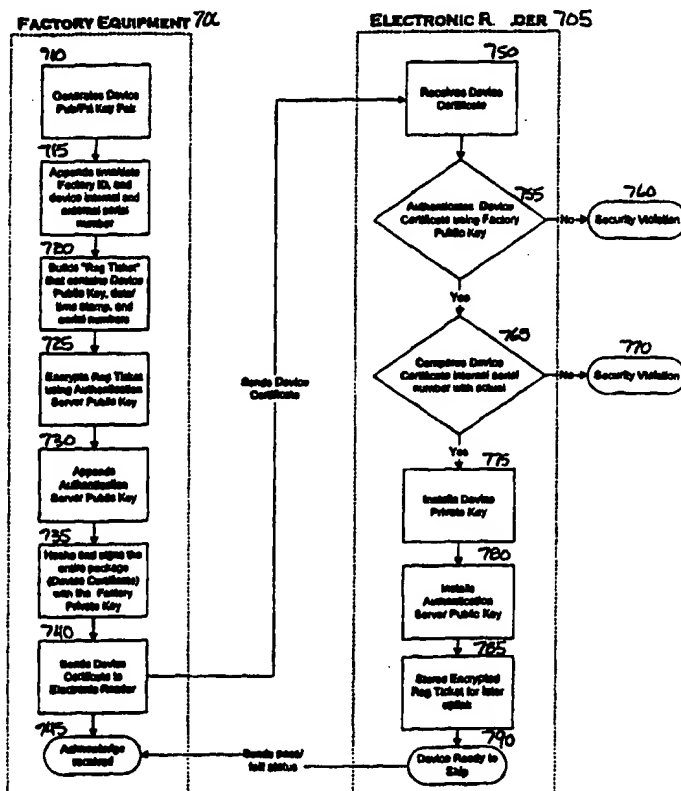 FACTORY EQUIPMENT 70
710
Generates Device
Pub/Pri Key Pair
715
Appends time/date
Factory ID, and
device internal and
external serial
number
720
Builds "Reg Ticket"
that contains Device
Public Key, date/
time stamp, and
serial numbers
725
Encrypts Reg Ticket
using Authentication
Server Public Key
730
Appends
Authentication
Server Public Key
735
Hashs and signs the
entire package
(Device Certificate)
with the Factory
Private Key
740
Sends Device
Certificate to
Electronic Reader
745
Acknowledge
received
Sends Device
Certificate
Sends pass/
fail status
ELECTRONIC R DER 705
750
Receives Device
Certificate
755
Authenticates Device
Certificate using Factory
Public Key
No
760
Security Violation
Yes
765
Compares Device
Certificate internal serial
number with actual
No
770
Security Violation
Yes
775
Installs Device
Private Key
780
Installs
Authentication
Server Public Key
785
Stores Encrypted
Reg Ticket for later
uplink
790
Device Ready to
Ship